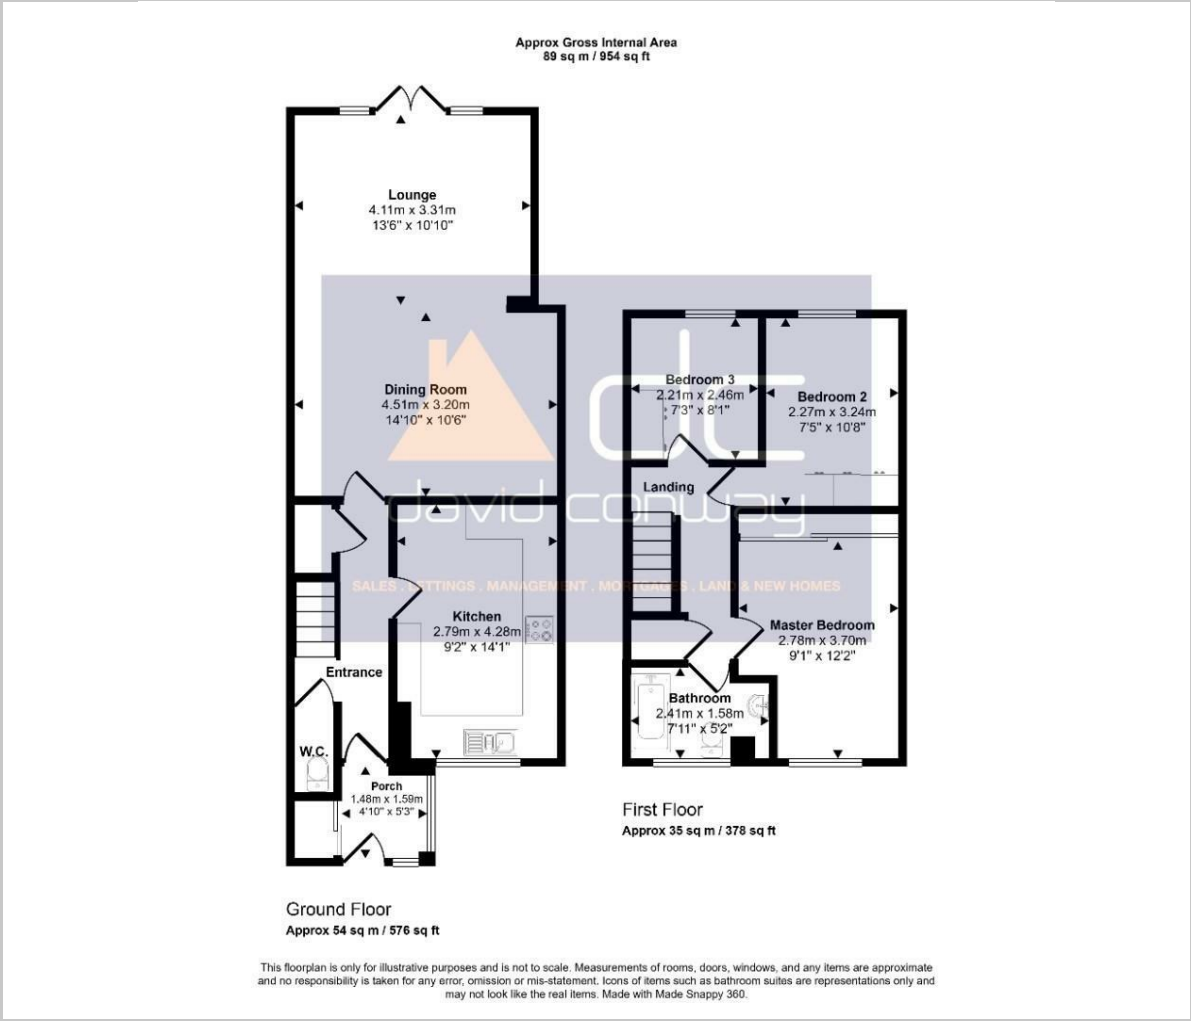 Approx Gross Internal Area
89 sq m / 954 sq ft
Lounge
4.11m x 3.31m
13'6" x 10'10"
Dining Room
4.51m x 3.20m
14'10" x 10'6"
Kitchen
2.79m x 4.28m
9'2" x 14'1"
Entrance
W.C.
Porch
1.48m x 1.59m
4'10" x 5'3"
Ground Floor
Approx 54 sq m / 576 sq ft
Bedroom 3
2.21m x 2.46m
7'3" x 8'1"
Bedroom 2
2.27m x 3.24m
7'5" x 10'8"
Landing
Master Bedroom
2.78m x 3.70m
9'1" x 12'2"
Bathroom
2.41m x 1.58m
7'11" x 5'2"
First Floor
Approx 35 sq m / 378 sq ft
dc
david conway
SALES . LETTINGS . MANAGEMENT . MORTGAGES . LAND & NEW HOMES
This floorplan is only for illustrative purposes and is not to scale. Measurements of rooms, doors, windows, and any items are approximate
and no responsibility is taken for any error, omission or mis-statement. Icons of items such as bathroom suites are representations only and
may not look like the real items. Made with Made Snappy 360.